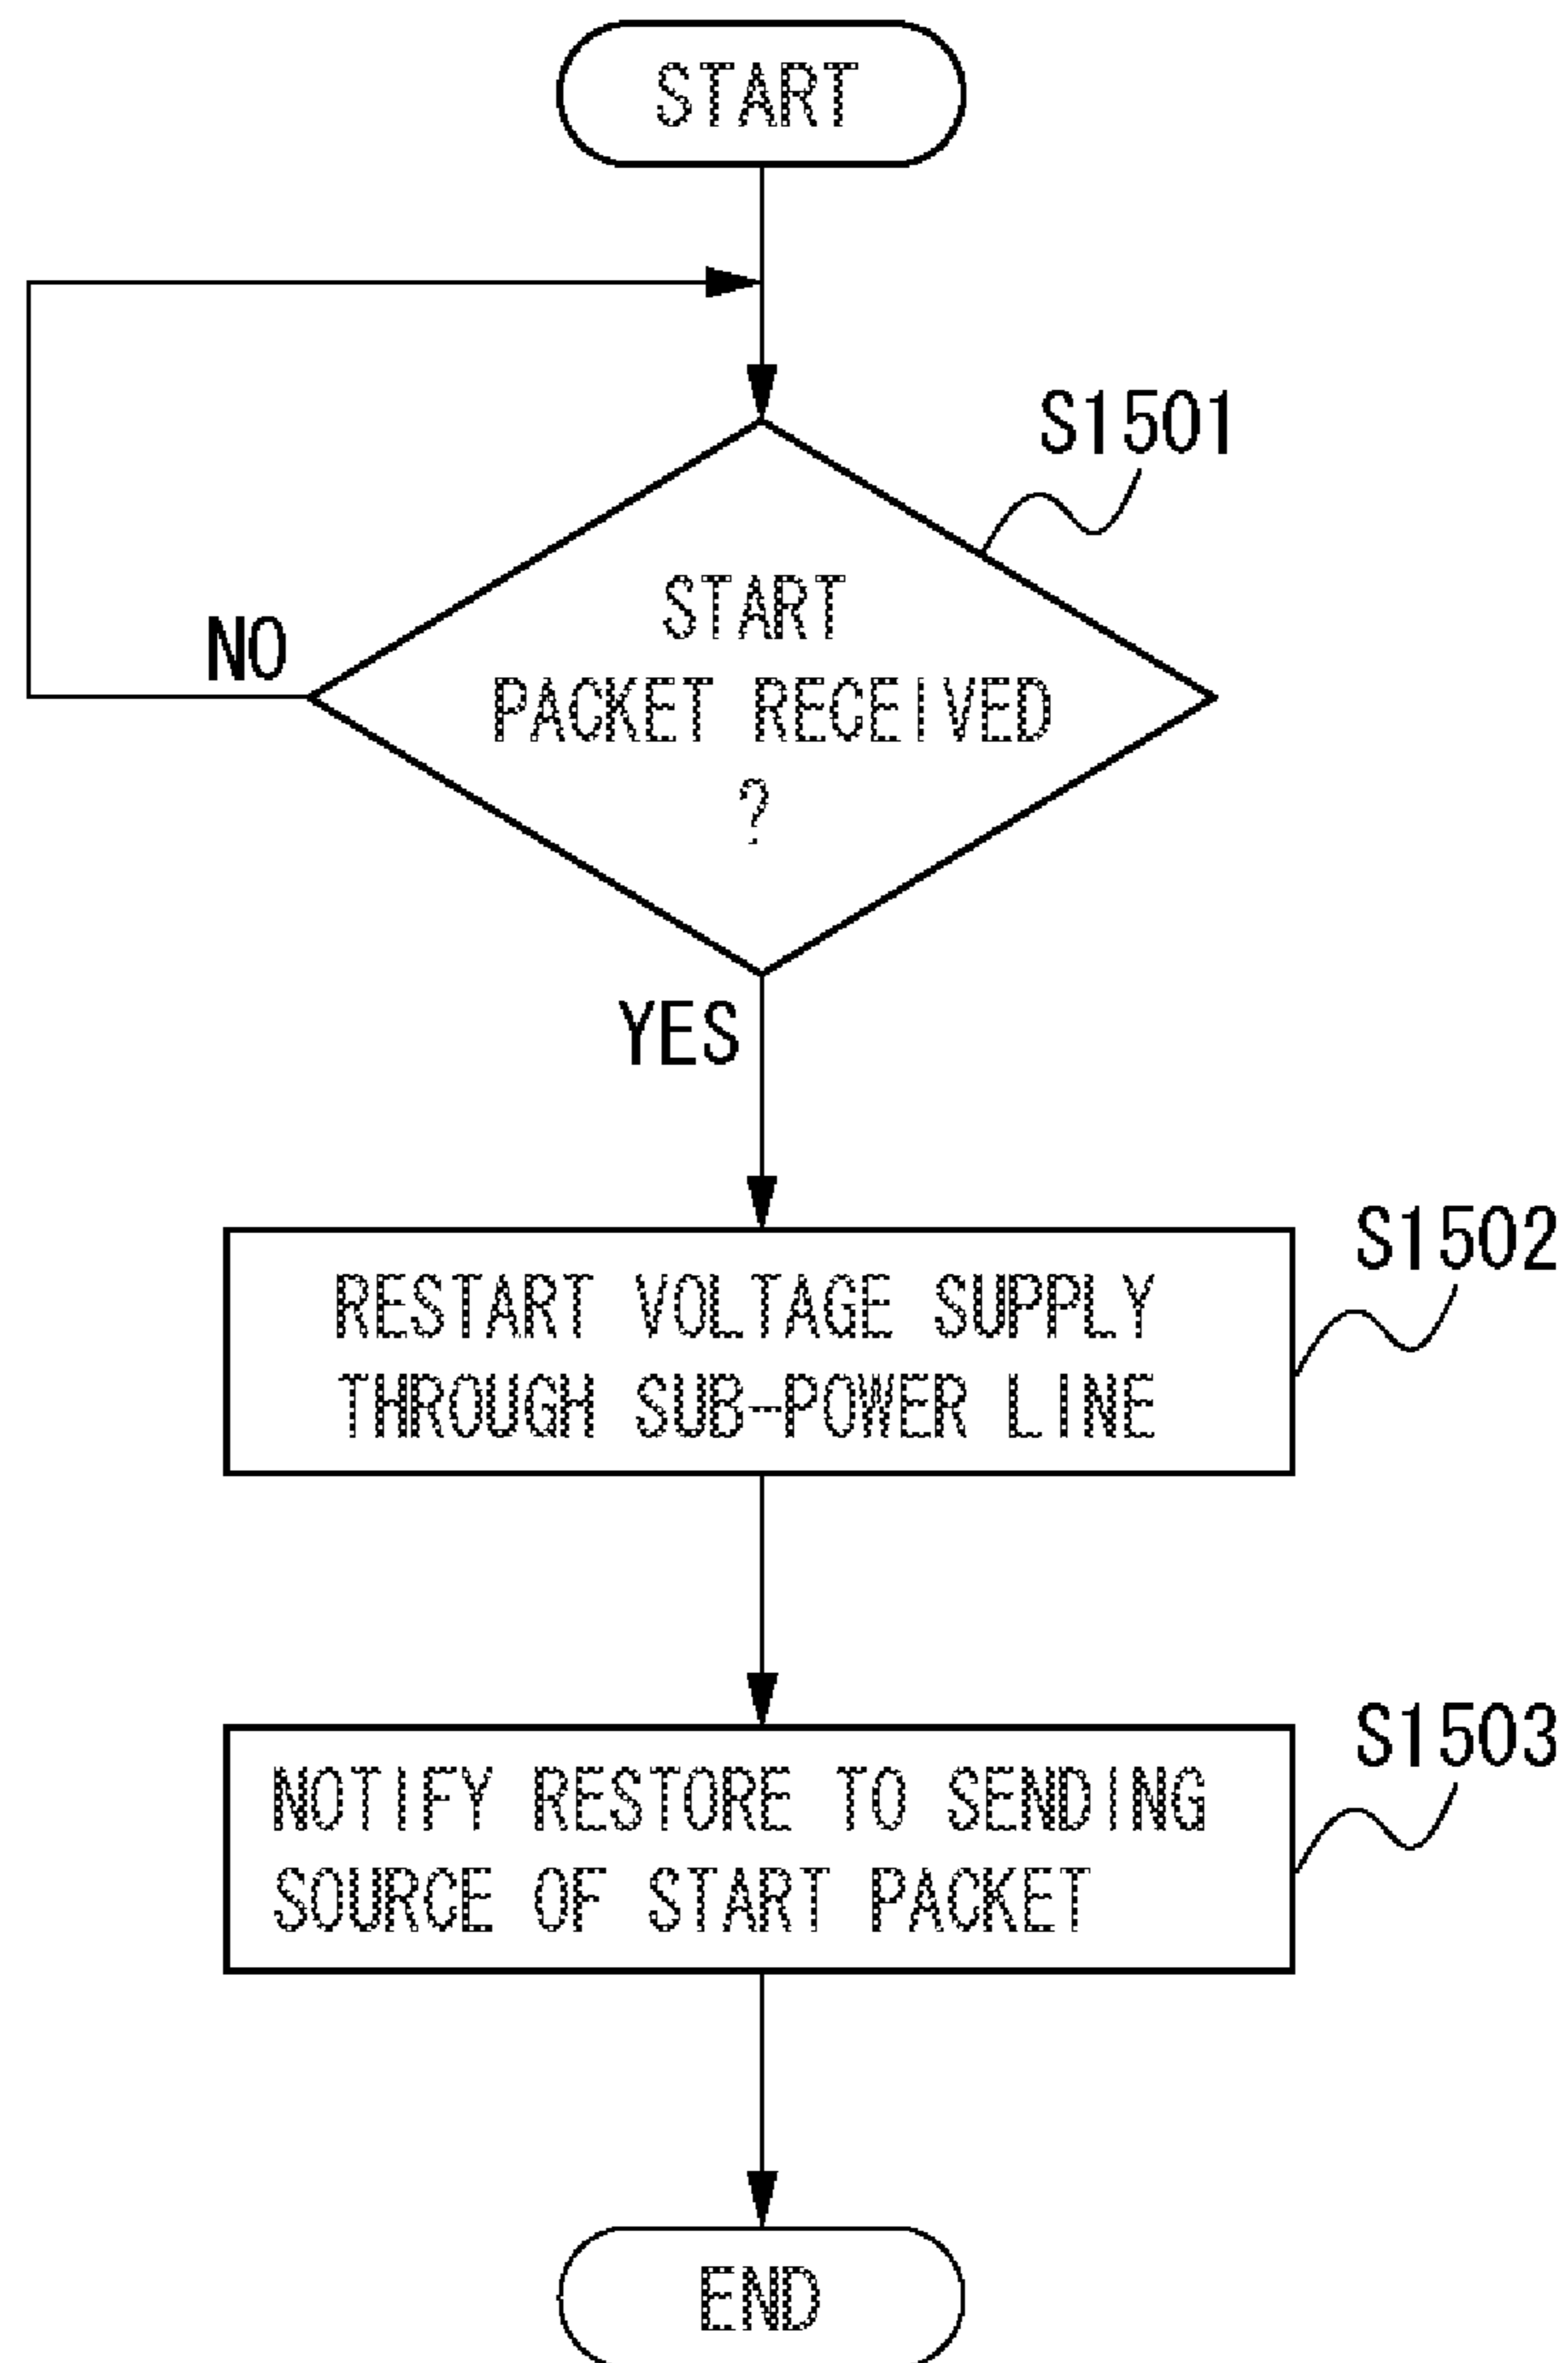 START
S1501
START
PACKET RECEIVED
?
NO
YES
S1502
RESTART VOLTAGE SUPPLY
THROUGH SUB-POWER LINE
S1503
NOTIFY RESTORE TO SENDING
SOURCE OF START PACKET
END